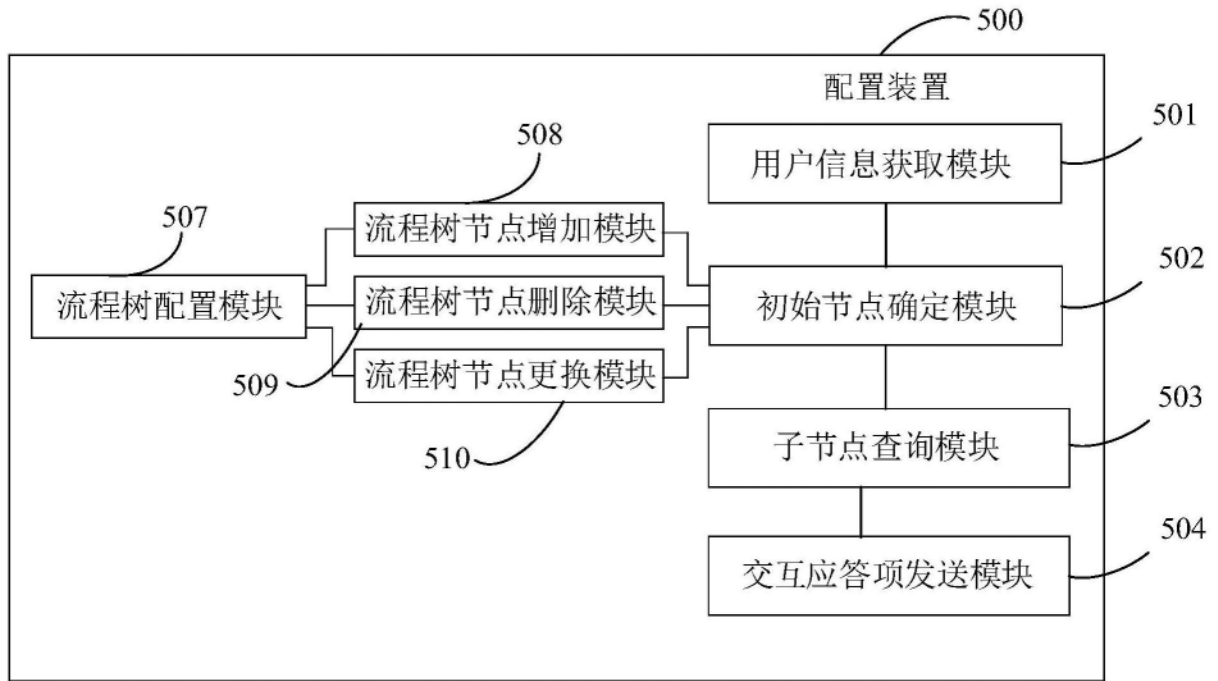 500
配置装置
501
用户信息获取模块
508
流程树节点增加模块
507
流程树配置模块
流程树节点删除模块
509
流程树节点更换模块
510
502
初始节点确定模块
503
子节点查询模块
504
交互应答项发送模块